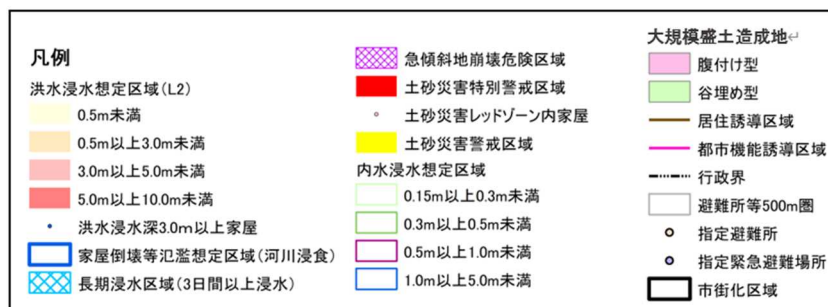 凡例
洪水浸水想定区域(L2)
0.5m未満
0.5m以上3.0m未満
3.0m以上5.0m未満
5.0m以上10.0m未満
洪水浸水深3.0m以上家屋
家屋倒壊等氾濫想定区域(河川浸食)
長期浸水区域(3日間以上浸水)
急傾斜地崩壊危険区域
土砂災害特別警戒区域
土砂災害レッドゾーン内家屋
土砂災害警戒区域
内水浸水想定区域
0.15m以上0.3m未満
0.3m以上0.5m未満
0.5m以上1.0m未満
1.0m以上5.0m未満
大規模盛土造成地↵
腹付け型
谷埋め型
居住誘導区域
都市機能誘導区域
行政界
避難所等500m圏
指定避難所
指定緊急避難場所
市街化区域